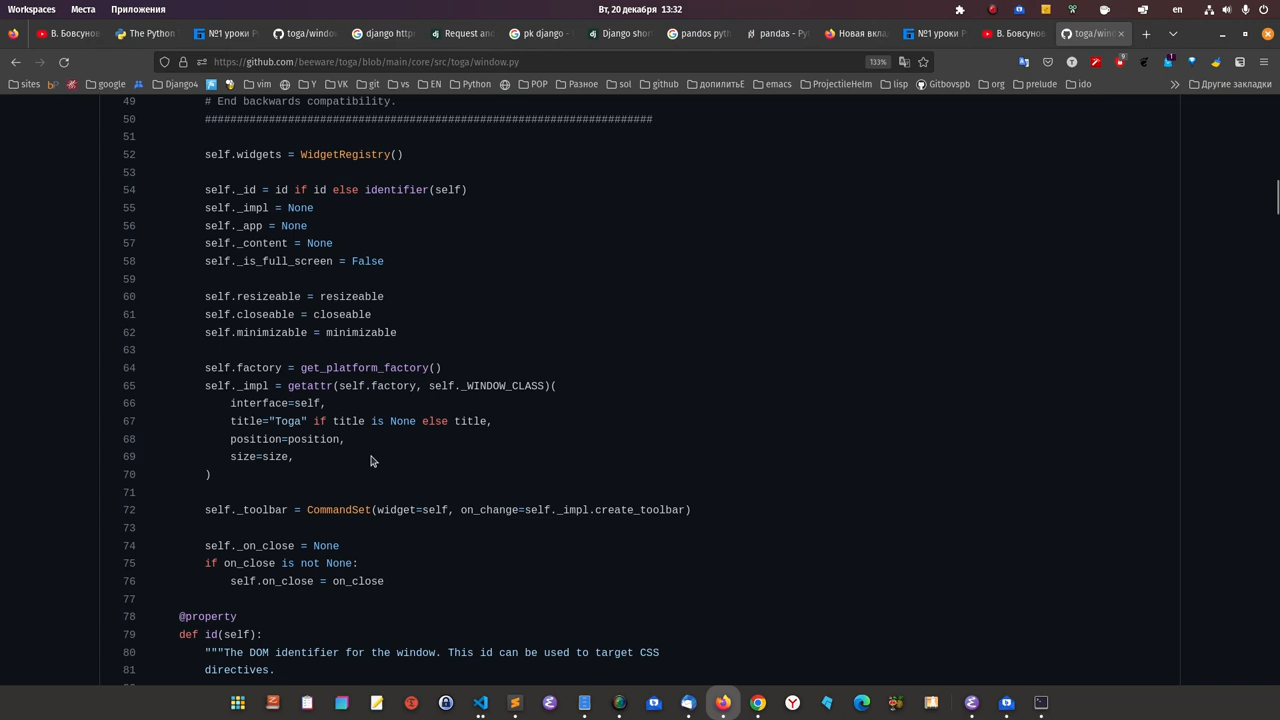 Workspaces Места Приложения Вт, 20 декабря 13:32 en
В. Бовсунов The Python №1 уроки Р toga/windo django http Request and pk django – Django shor pandos pyth pandas - Pyt Новая вкла №1 уроки Р В. Бовсунов toga/wind
https://github.com/beeware/toga/blob/main/core/src/toga/window.py 133%
sites google Django4 vim Y VK git vs EN Python POP Разное sol github допилитьЕ emacs ProjectileHelm lisp Gitbovspb org prelude ido Другие закладки
49 # End backwards compatibility.
50 ######################################################################
51
52 self.widgets = WidgetRegistry()
53
54 self._id = id if id else identifier(self)
55 self._impl = None
56 self._app = None
57 self._content = None
58 self._is_full_screen = False
59
60 self.resizeable = resizeable
61 self.closeable = closeable
62 self.minimizable = minimizable
63
64 self.factory = get_platform_factory()
65 self._impl = getattr(self.factory, self._WINDOW_CLASS)(
66 interface=self,
67 title="Toga" if title is None else title,
68 position=position,
69 size=size,
70 )
71
72 self._toolbar = CommandSet(widget=self, on_change=self._impl.create_toolbar)
73
74 self._on_close = None
75 if on_close is not None:
76 self.on_close = on_close
77
78 @property
79 def id(self):
80 """The DOM identifier for the window. This id can be used to target CSS
81 directives.